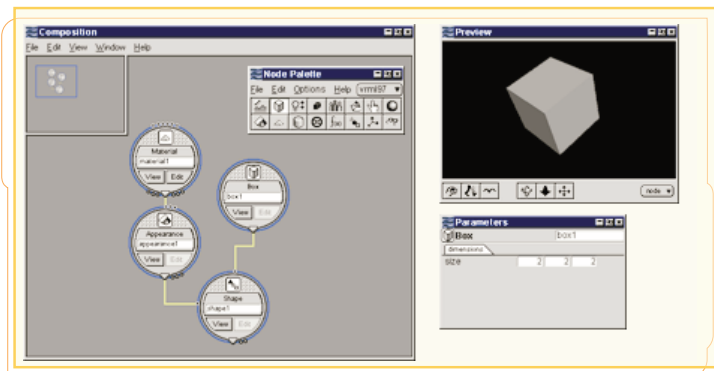 Composition
File Edit View Window Help
Node Palette
File Edit Options Help vrml97
Material
material1
View Edit
Box
box1
View Edit
Appearance
appearance1
View Edit
Shape
shape1
View Edit
Preview
node
Parameters
Box box1
dimensions
size 2 2 2